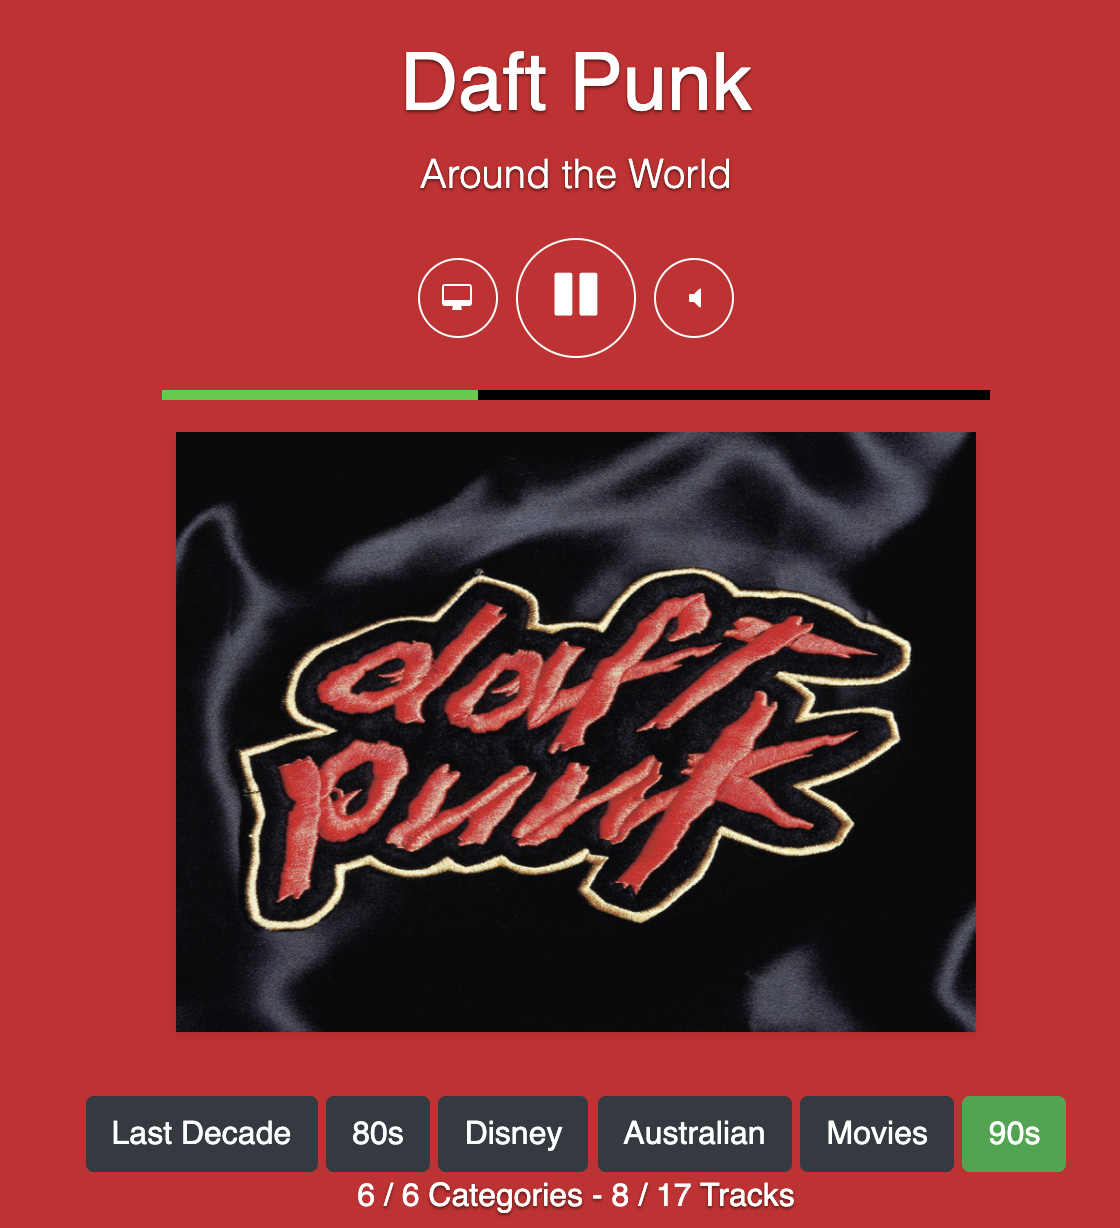 Daft Punk
Around the World
daft
punk
Last Decade 80s Disney Australian Movies 90s
6 / 6 Categories - 8 / 17 Tracks